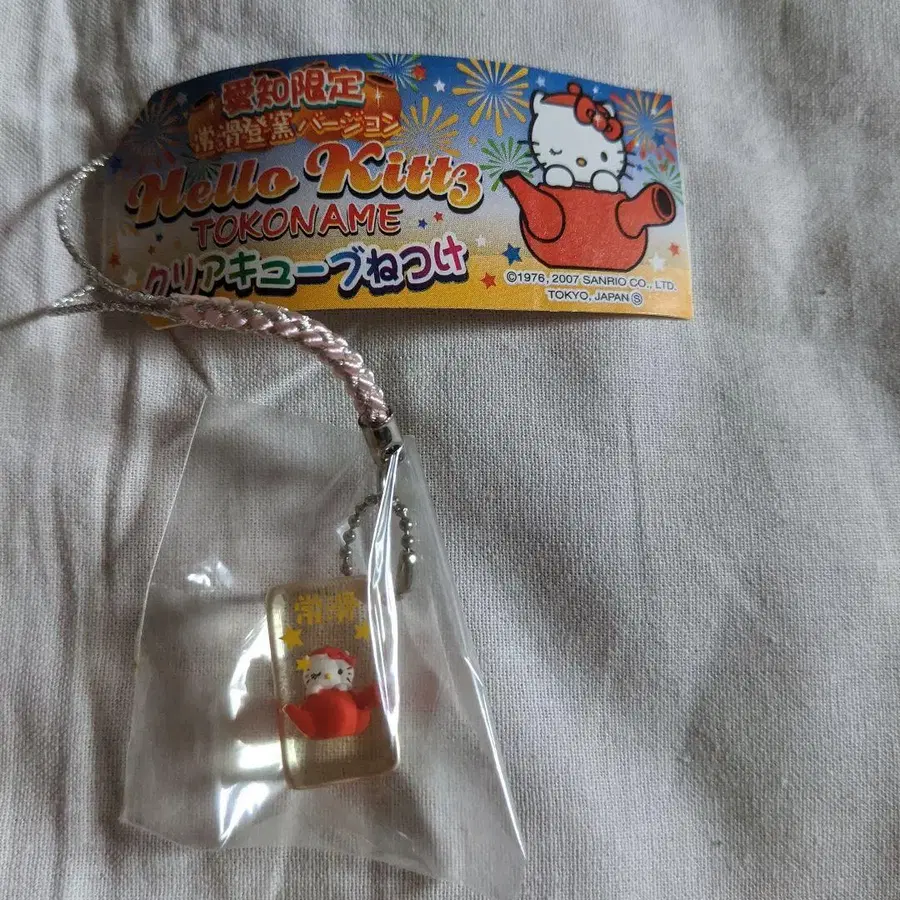 愛知限定
常滑登窯バージョン
Hello Kitty
TOKONAME
クリアキューブねつけ
©1976, 2007 SANRIO CO., LTD.
TOKYO, JAPAN Ⓢ
常滑